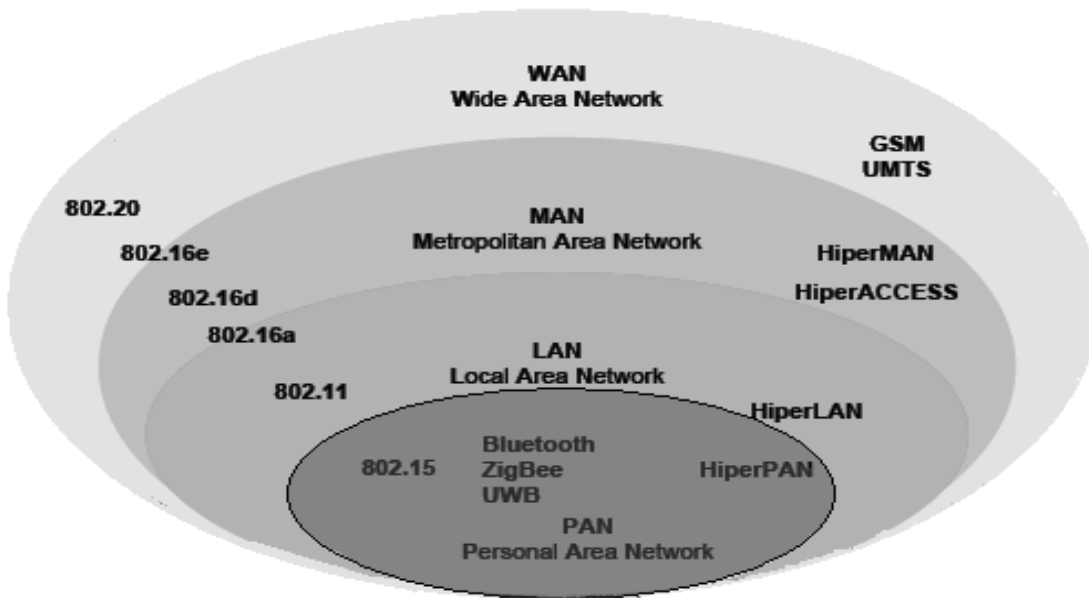 WAN
Wide Area Network
GSM
UMTS
802.20
MAN
Metropolitan Area Network
802.16e
HiperMAN
802.16d
HiperACCESS
802.16a
LAN
Local Area Network
802.11
HiperLAN
Bluetooth
802.15
ZigBee
HiperPAN
UWB
PAN
Personal Area Network